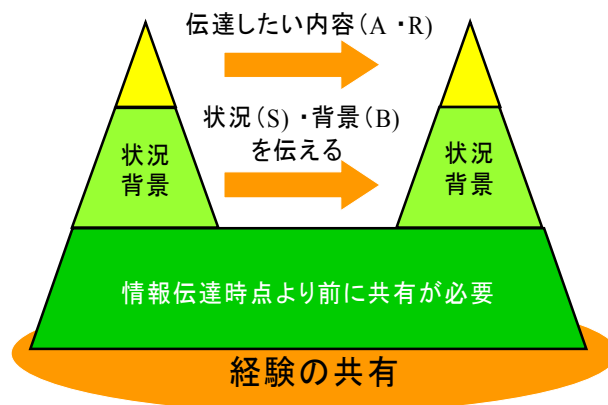 伝達したい内容(A・R)
状況(S)・背景(B)
を伝える
状況
背景
状況
背景
情報伝達時点より前に共有が必要
経験の共有